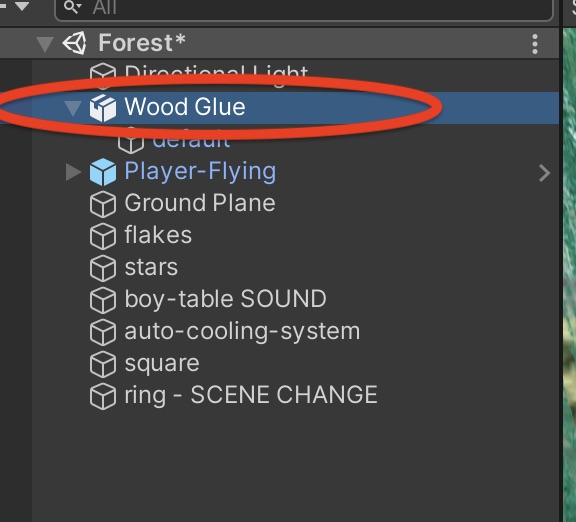 All
Forest*
Directional Light
Wood Glue
default
Player-Flying
Ground Plane
flakes
stars
boy-table SOUND
auto-cooling-system
square
ring - SCENE CHANGE